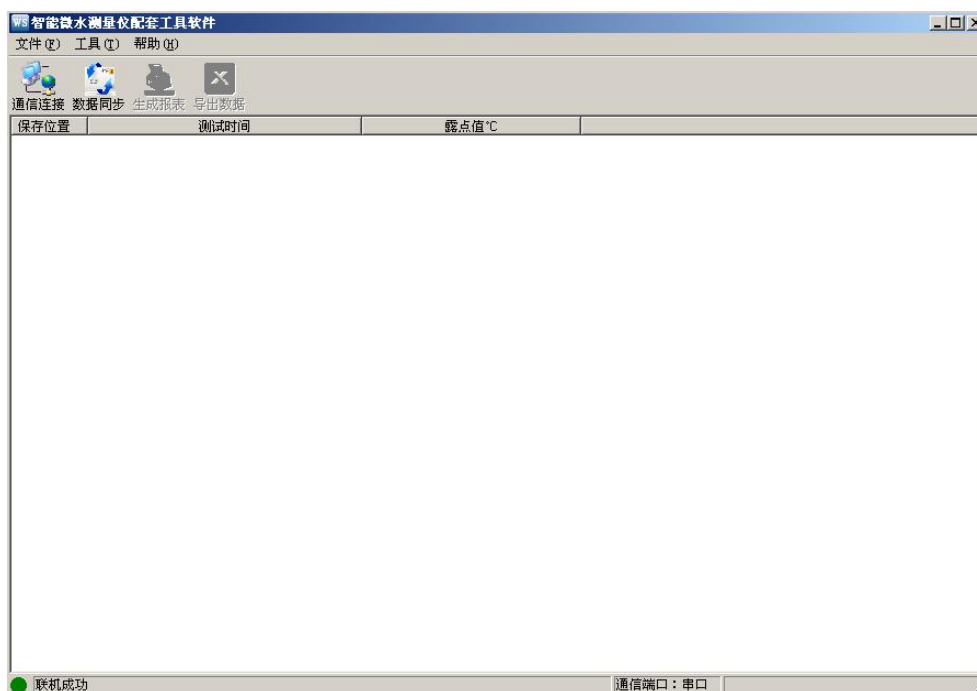 WS 智能微水测量仪配套工具软件
文件(F) 工具(T) 帮助(H)
通信连接 数据同步 生成报表 导出数据
保存位置 测试时间 露点值℃
联机成功 通信端口：串口